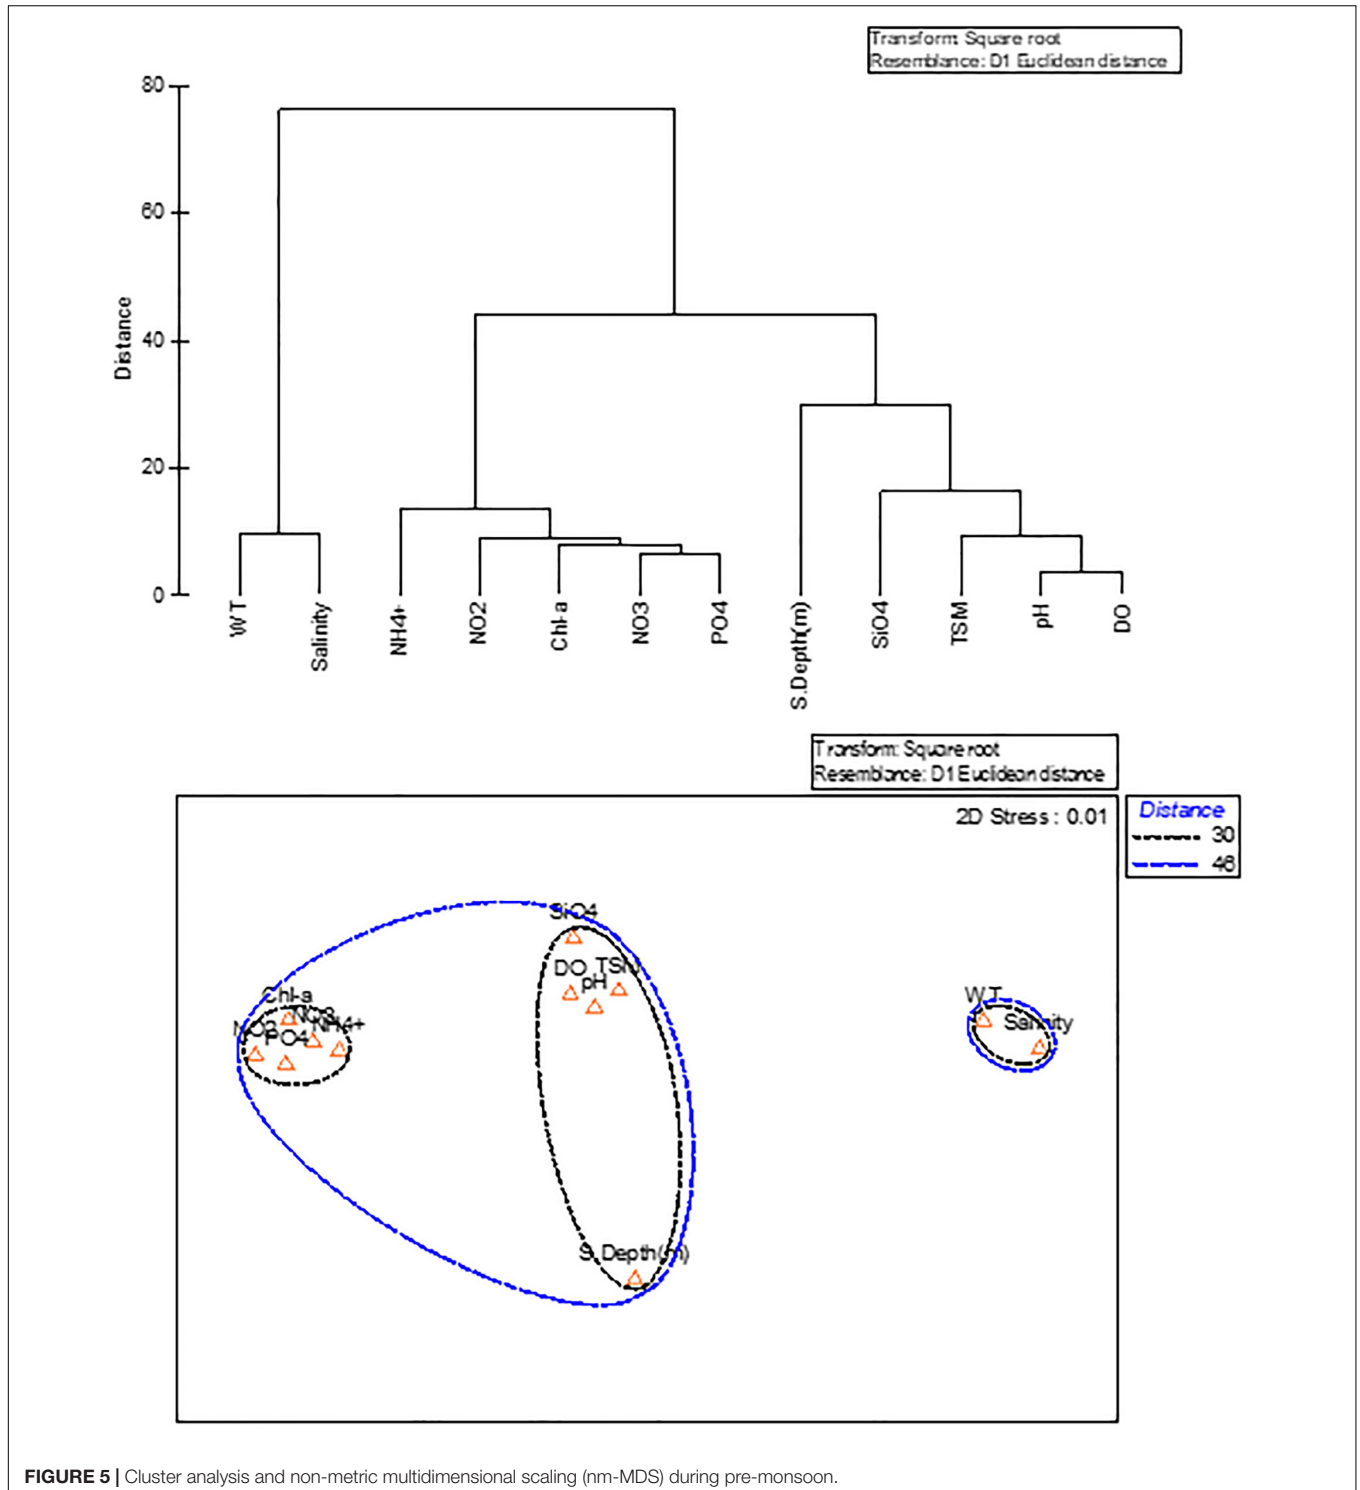 Transform: Square root
Resemblance: D1 Euclidean distance
80
60
40
20
0
Distance
WT
Salinity
NH4+
NO2
Chl-a
NO3
PO4
S.Depth(m)
SiO4
TSM
pH
DO
Transform: Square root
Resemblance: D1 Euclidean distance
2D Stress: 0.01
Distance
30
46
SiO4
DO
TSM
pH
Chl-a
NO3
NO2
NH4+
PO4
WT
Salinity
S.Depth(m)
FIGURE 5 | Cluster analysis and non-metric multidimensional scaling (nm-MDS) during pre-monsoon.